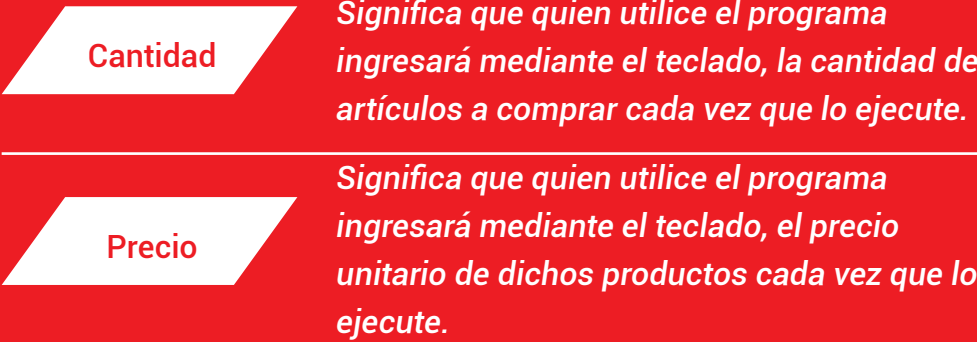 Cantidad
Significa que quien utilice el programa
ingresará mediante el teclado, la cantidad de
artículos a comprar cada vez que lo ejecute.
Precio
Significa que quien utilice el programa
ingresará mediante el teclado, el precio
unitario de dichos productos cada vez que lo
ejecute.